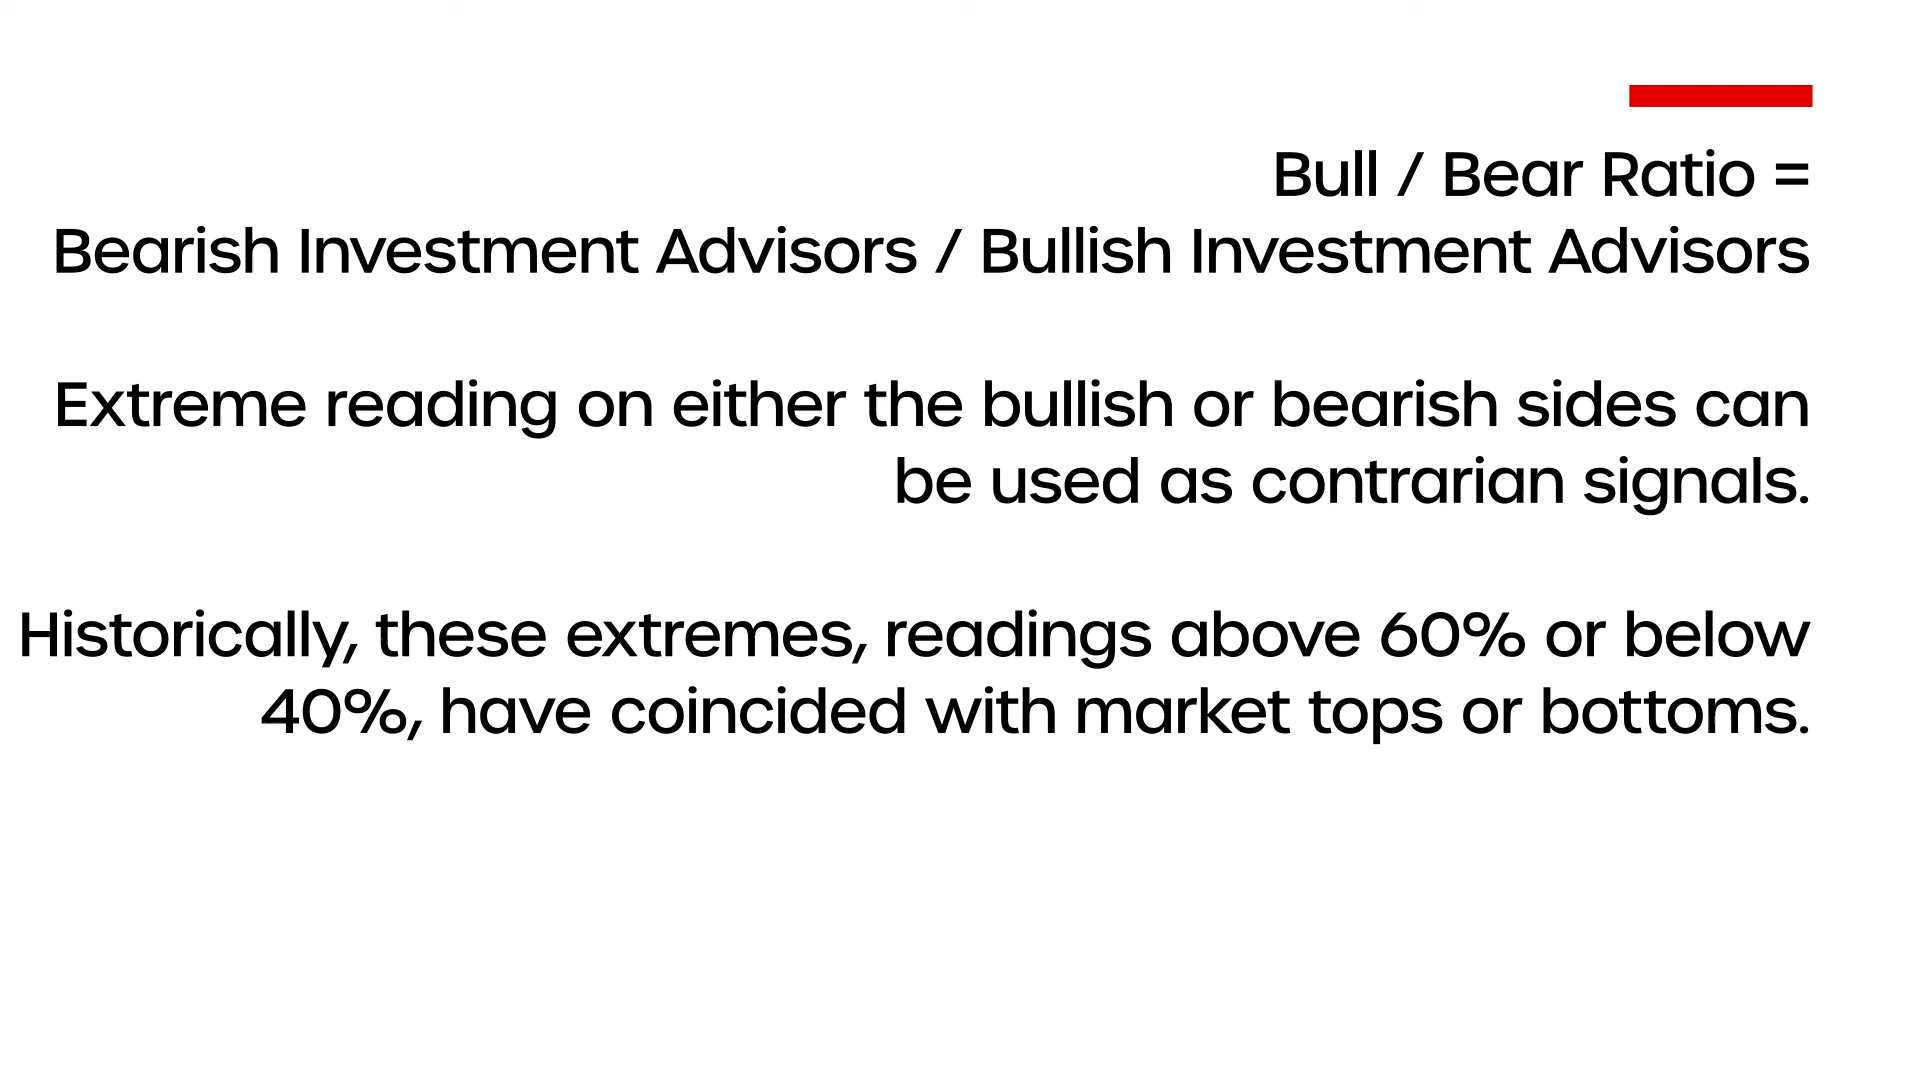 Bull / Bear Ratio =
Bearish Investment Advisors / Bullish Investment Advisors
Extreme reading on either the bullish or bearish sides can
be used as contrarian signals.
Historically, these extremes, readings above 60% or below
40%, have coincided with market tops or bottoms.